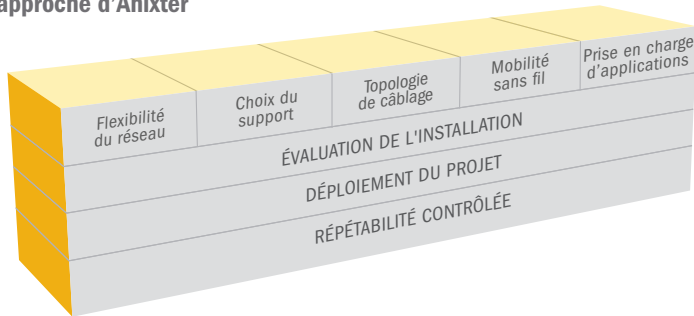 approche d'Anixter
Flexibilité
du réseau
Choix du
support
Topologie
de câblage
Mobilité
sans fil
Prise en charge
d'applications
ÉVALUATION DE L'INSTALLATION
DÉPLOIEMENT DU PROJET
RÉPÉTABILITÉ CONTRÔLÉE